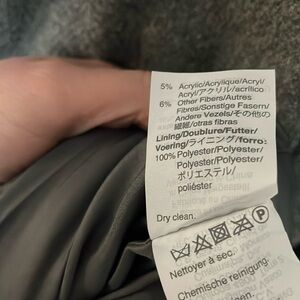 5% Acrylic/Acrylique/Acryl/
Acryl/アクリル/acrílico
6% Other Fibers/Autres
Fibres/Sonstige Fasern/
Andere Vezels/その他の
繊維/otras fibras
Lining/Doublure/Futter/
Voering/ライニング/forro:
100% Polyester/Polyester/
Polyester/Polyester/
ポリエステル/
poliéster
Dry clean.
P
Nettoyer à sec.
Chemische reinigung.